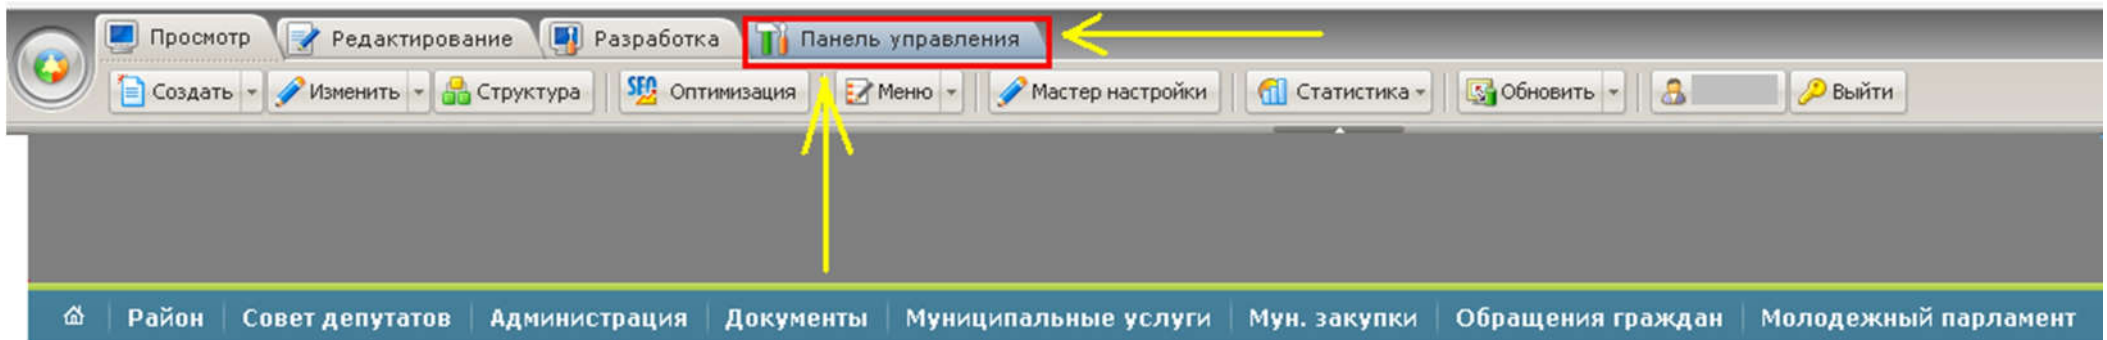 Просмотр Редактирование Разработка Панель управления
Создать Изменить Структура SEO Оптимизация Меню Мастер настройки Статистика Обновить Выйти
Район Совет депутатов Администрация Документы Муниципальные услуги Мун. закупки Обращения граждан Молодежный парламент